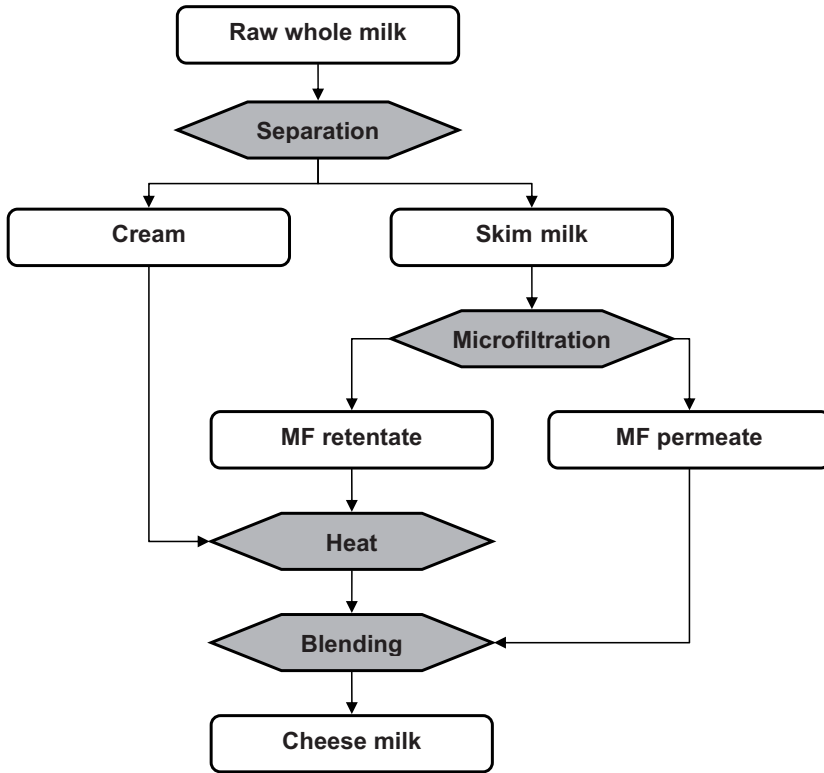 Raw whole milk
Separation
Cream
Skim milk
Microfiltration
MF retentate
MF permeate
Heat
Blending
Cheese milk